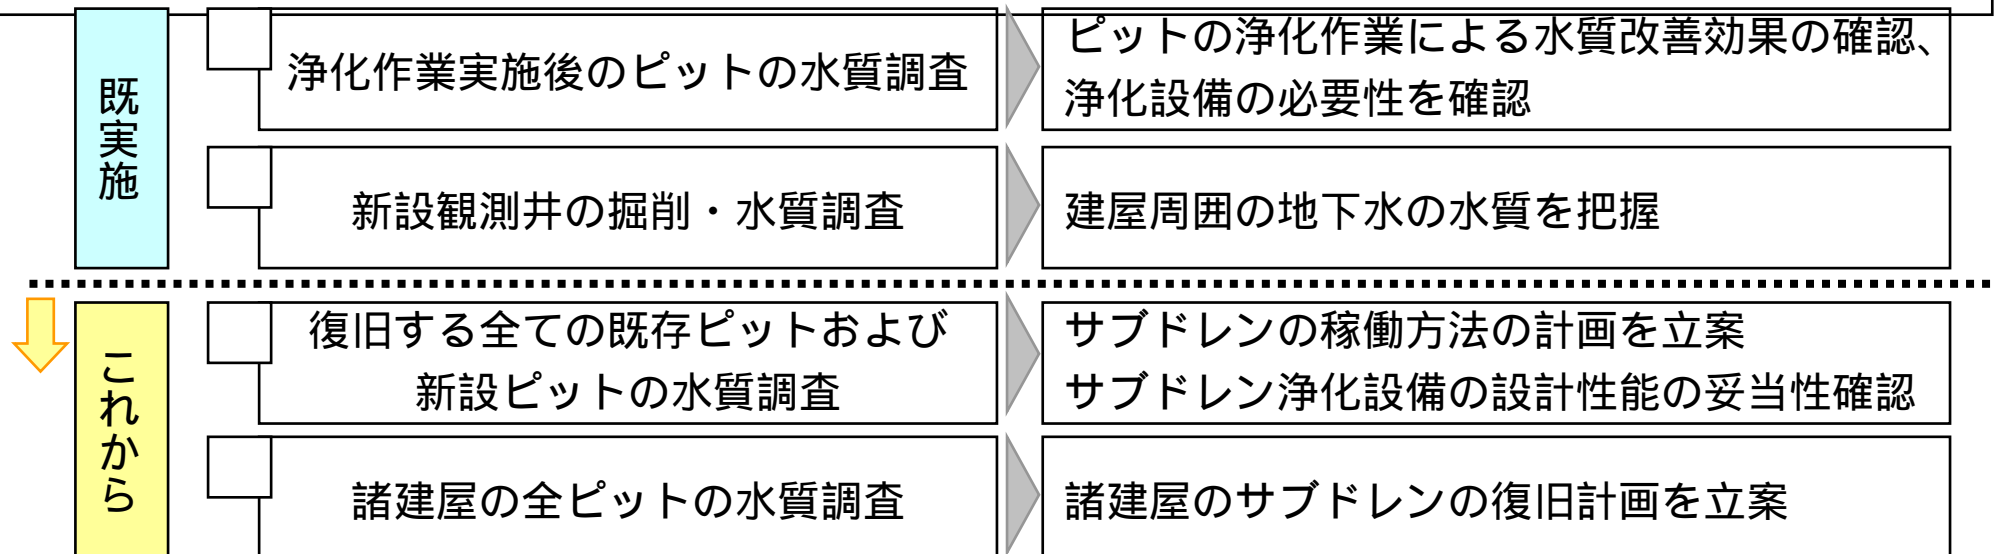 既実施
浄化作業実施後のピットの水質調査
ピットの浄化作業による水質改善効果の確認、
浄化設備の必要性を確認
新設観測井の掘削・水質調査
建屋周囲の地下水の水質を把握
これから
復旧する全ての既存ピットおよび
新設ピットの水質調査
サブドレンの稼働方法の計画を立案
サブドレン浄化設備の設計性能の妥当性確認
諸建屋の全ピットの水質調査
諸建屋のサブドレンの復旧計画を立案